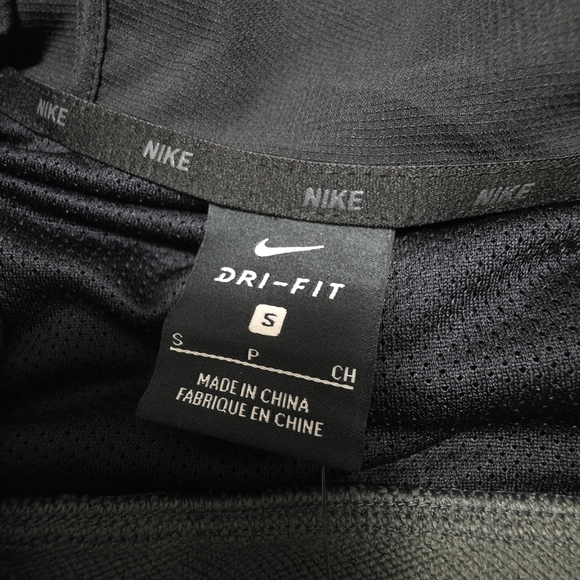 NIKE NIKE NIKE NIKE
DRI-FIT
S
S P CH
MADE IN CHINA
FABRIQUE EN CHINE